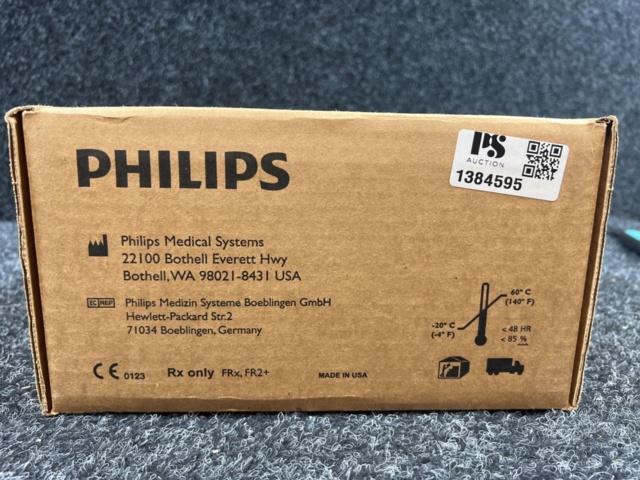 PHILIPS
PS
AUCTION
1384595
Philips Medical Systems
22100 Bothell Everett Hwy
Bothell, WA 98021-8431 USA
EC REP
Philips Medizin Systeme Boeblingen GmbH
Hewlett-Packard Str.2
71034 Boeblingen, Germany
60° C
(140° F)
-20° C
(-4° F)
< 48 HR
< 85 %
CE 0123 Rx only FRx, FR2+ MADE IN USA